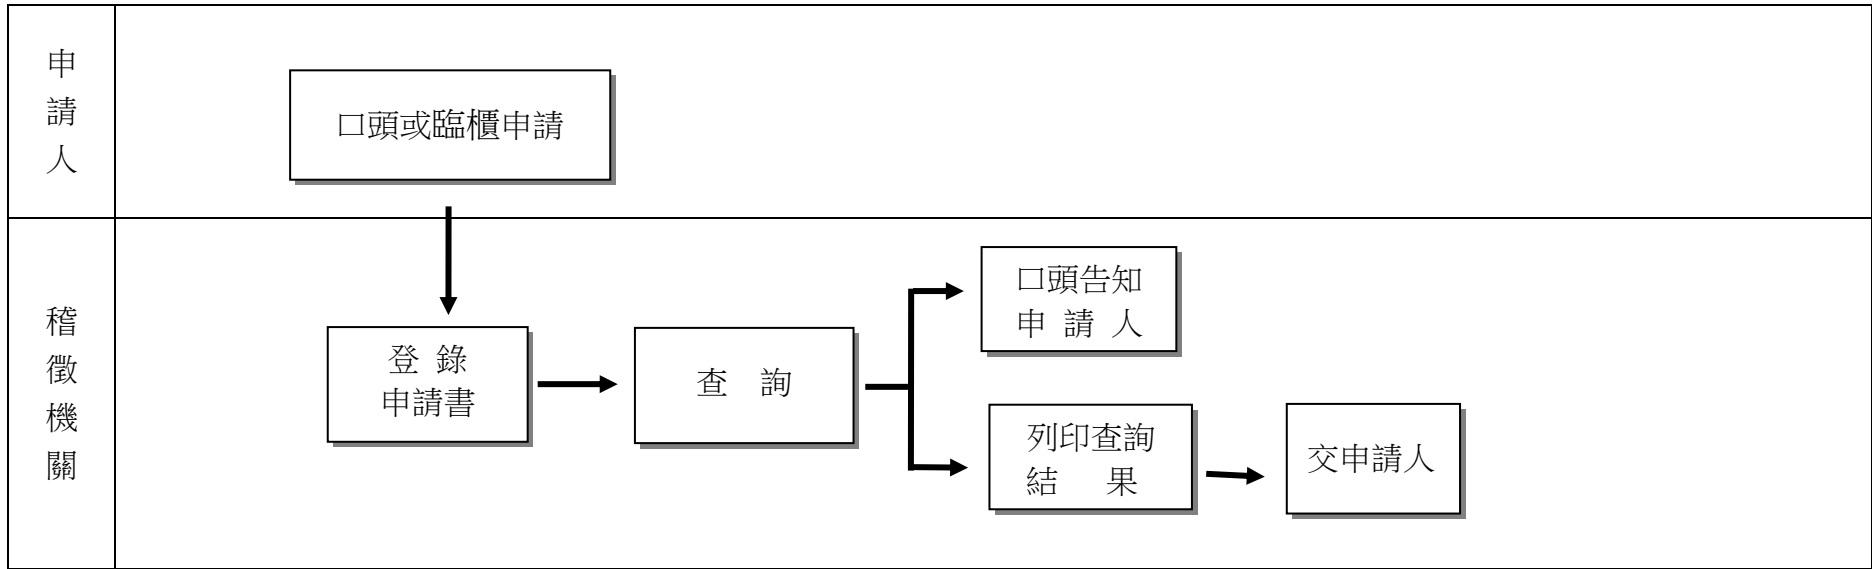 申請人
口頭或臨櫃申請
稽徵機關
登 錄
申請書
查 詢
口頭告知
申 請 人
列印查詢
結 果
交申請人